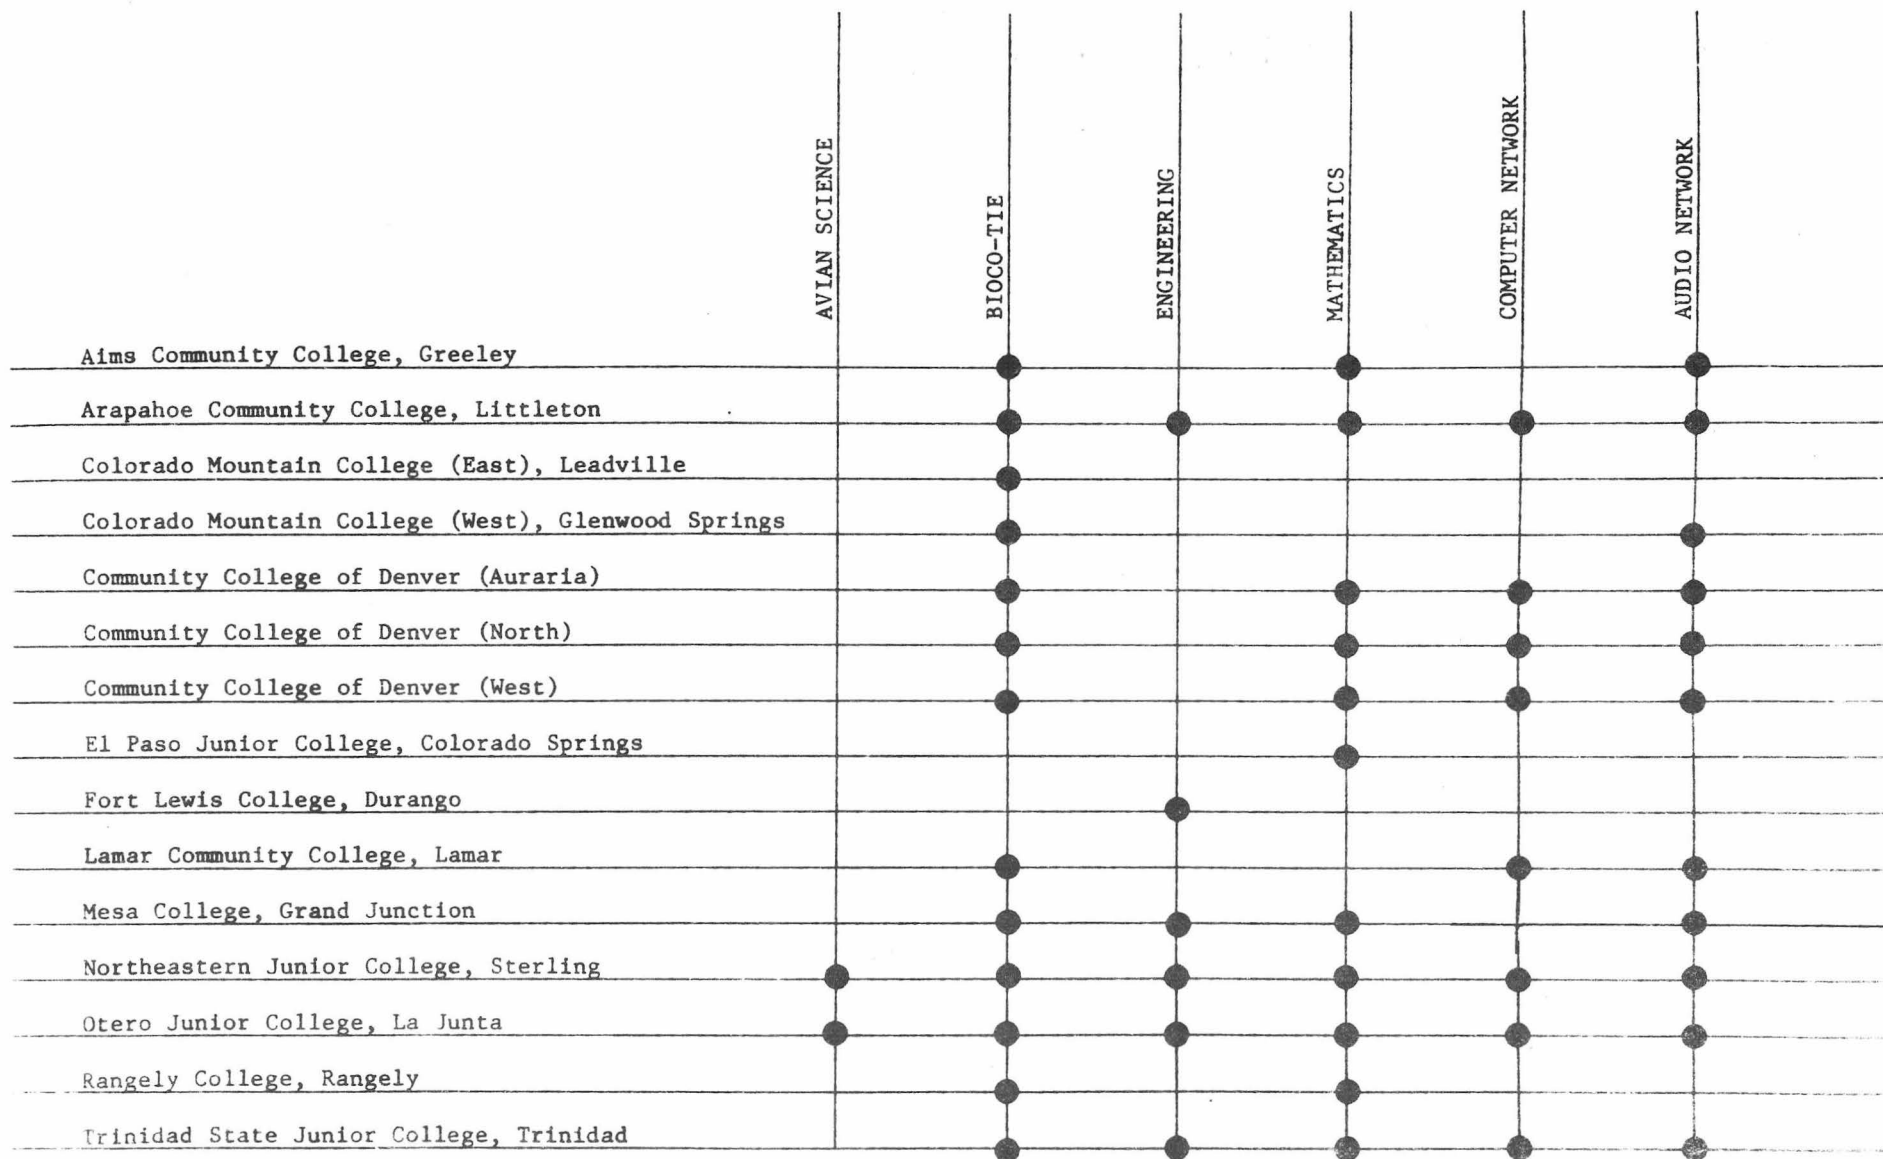 AVIAN SCIENCE
BIOCO-TIE
ENGINEERING
MATHEMATICS
COMPUTER NETWORK
AUDIO NETWORK
Aims Community College, Greeley
Arapahoe Community College, Littleton
Colorado Mountain College (East), Leadville
Colorado Mountain College (West), Glenwood Springs
Community College of Denver (Auraria)
Community College of Denver (North)
Community College of Denver (West)
El Paso Junior College, Colorado Springs
Fort Lewis College, Durango
Lamar Community College, Lamar
Mesa College, Grand Junction
Northeastern Junior College, Sterling
Otero Junior College, La Junta
Rangely College, Rangely
Trinidad State Junior College, Trinidad